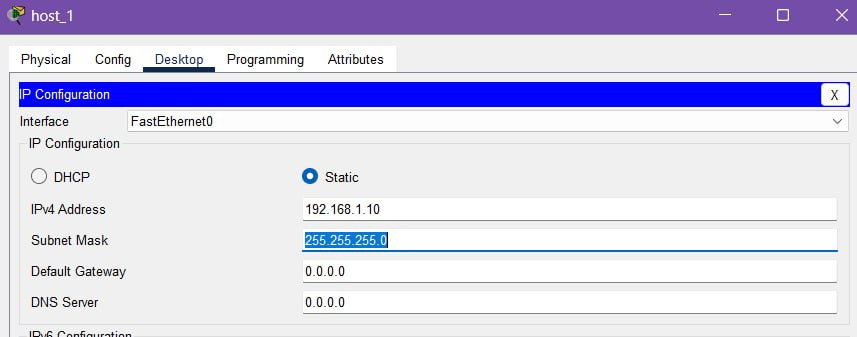 host_1
Physical Config Desktop Programming Attributes
IP Configuration X
Interface FastEthernet0
IP Configuration
DHCP Static
IPv4 Address 192.168.1.10
Subnet Mask 255.255.255.0
Default Gateway 0.0.0.0
DNS Server 0.0.0.0
IPv6 Configuration